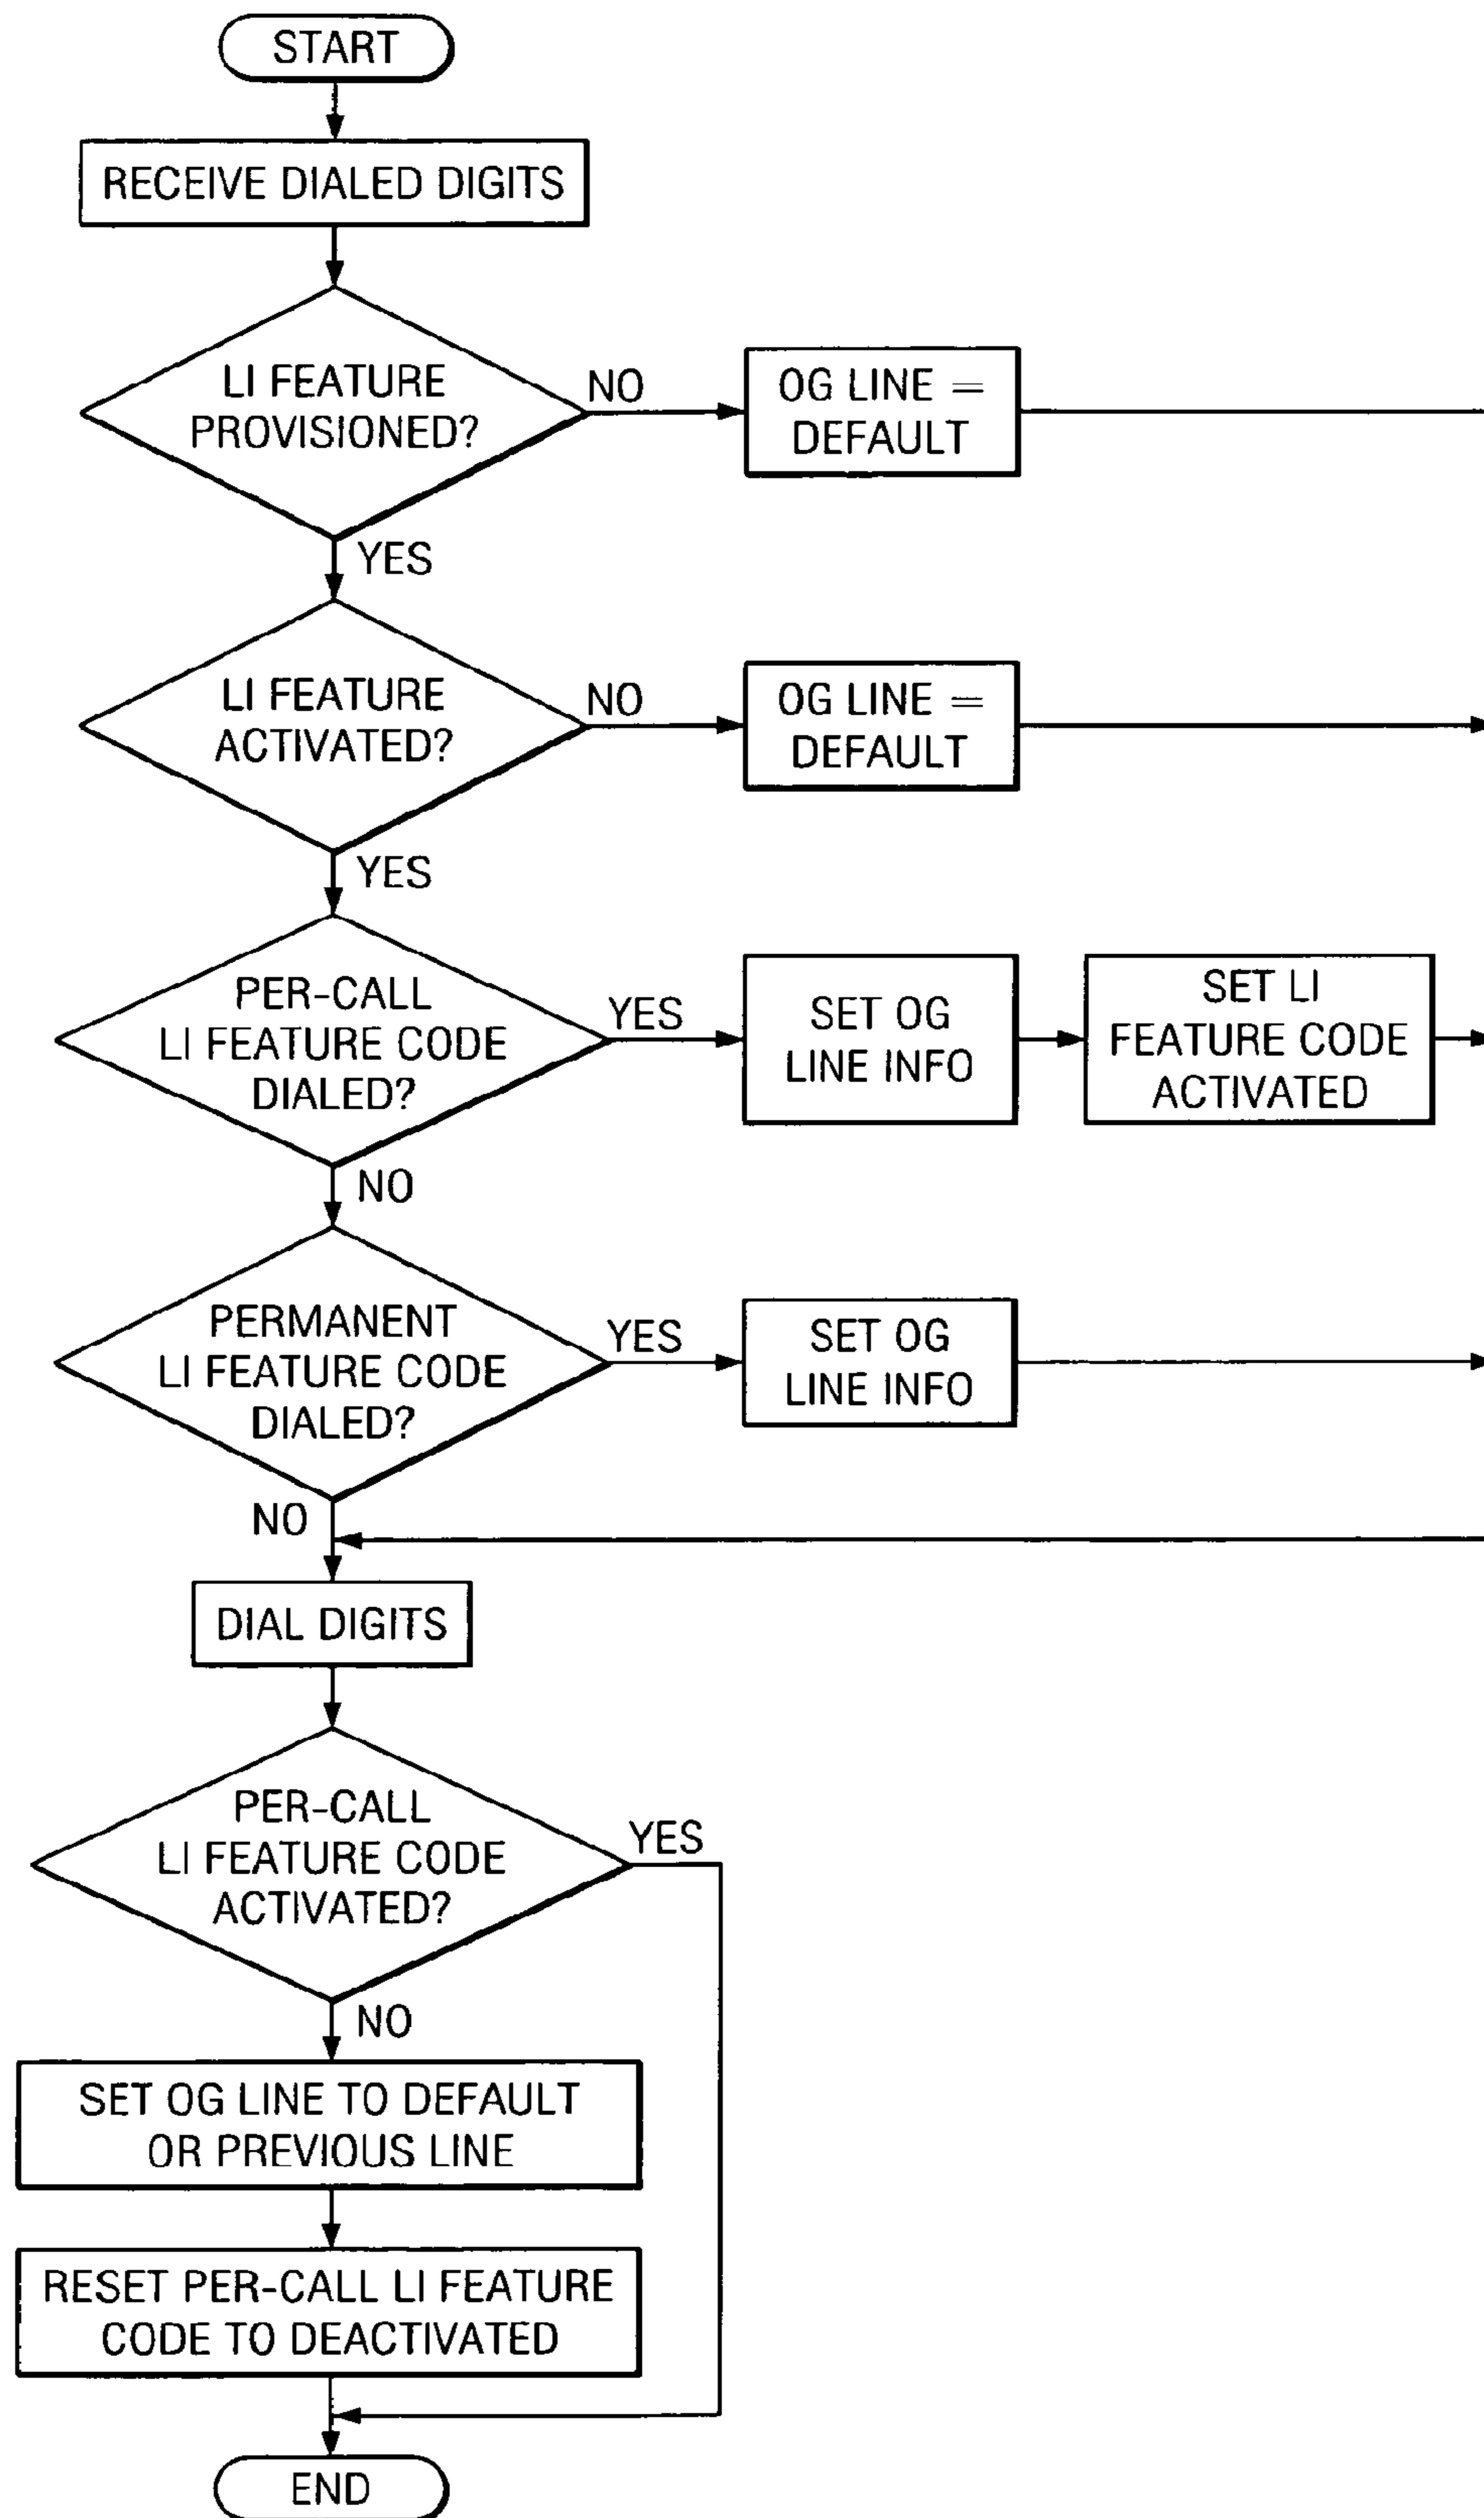 START
RECEIVE DIALED DIGITS
LI FEATURE
PROVISIONED?
NO
OG LINE =
DEFAULT
YES
LI FEATURE
ACTIVATED?
NO
OG LINE =
DEFAULT
YES
PER-CALL
LI FEATURE CODE
DIALED?
YES
SET OG
LINE INFO
SET LI
FEATURE CODE
ACTIVATED
NO
PERMANENT
LI FEATURE CODE
DIALED?
YES
SET OG
LINE INFO
NO
DIAL DIGITS
PER-CALL
LI FEATURE CODE
ACTIVATED?
YES
NO
SET OG LINE TO DEFAULT
OR PREVIOUS LINE
RESET PER-CALL LI FEATURE
CODE TO DEACTIVATED
END